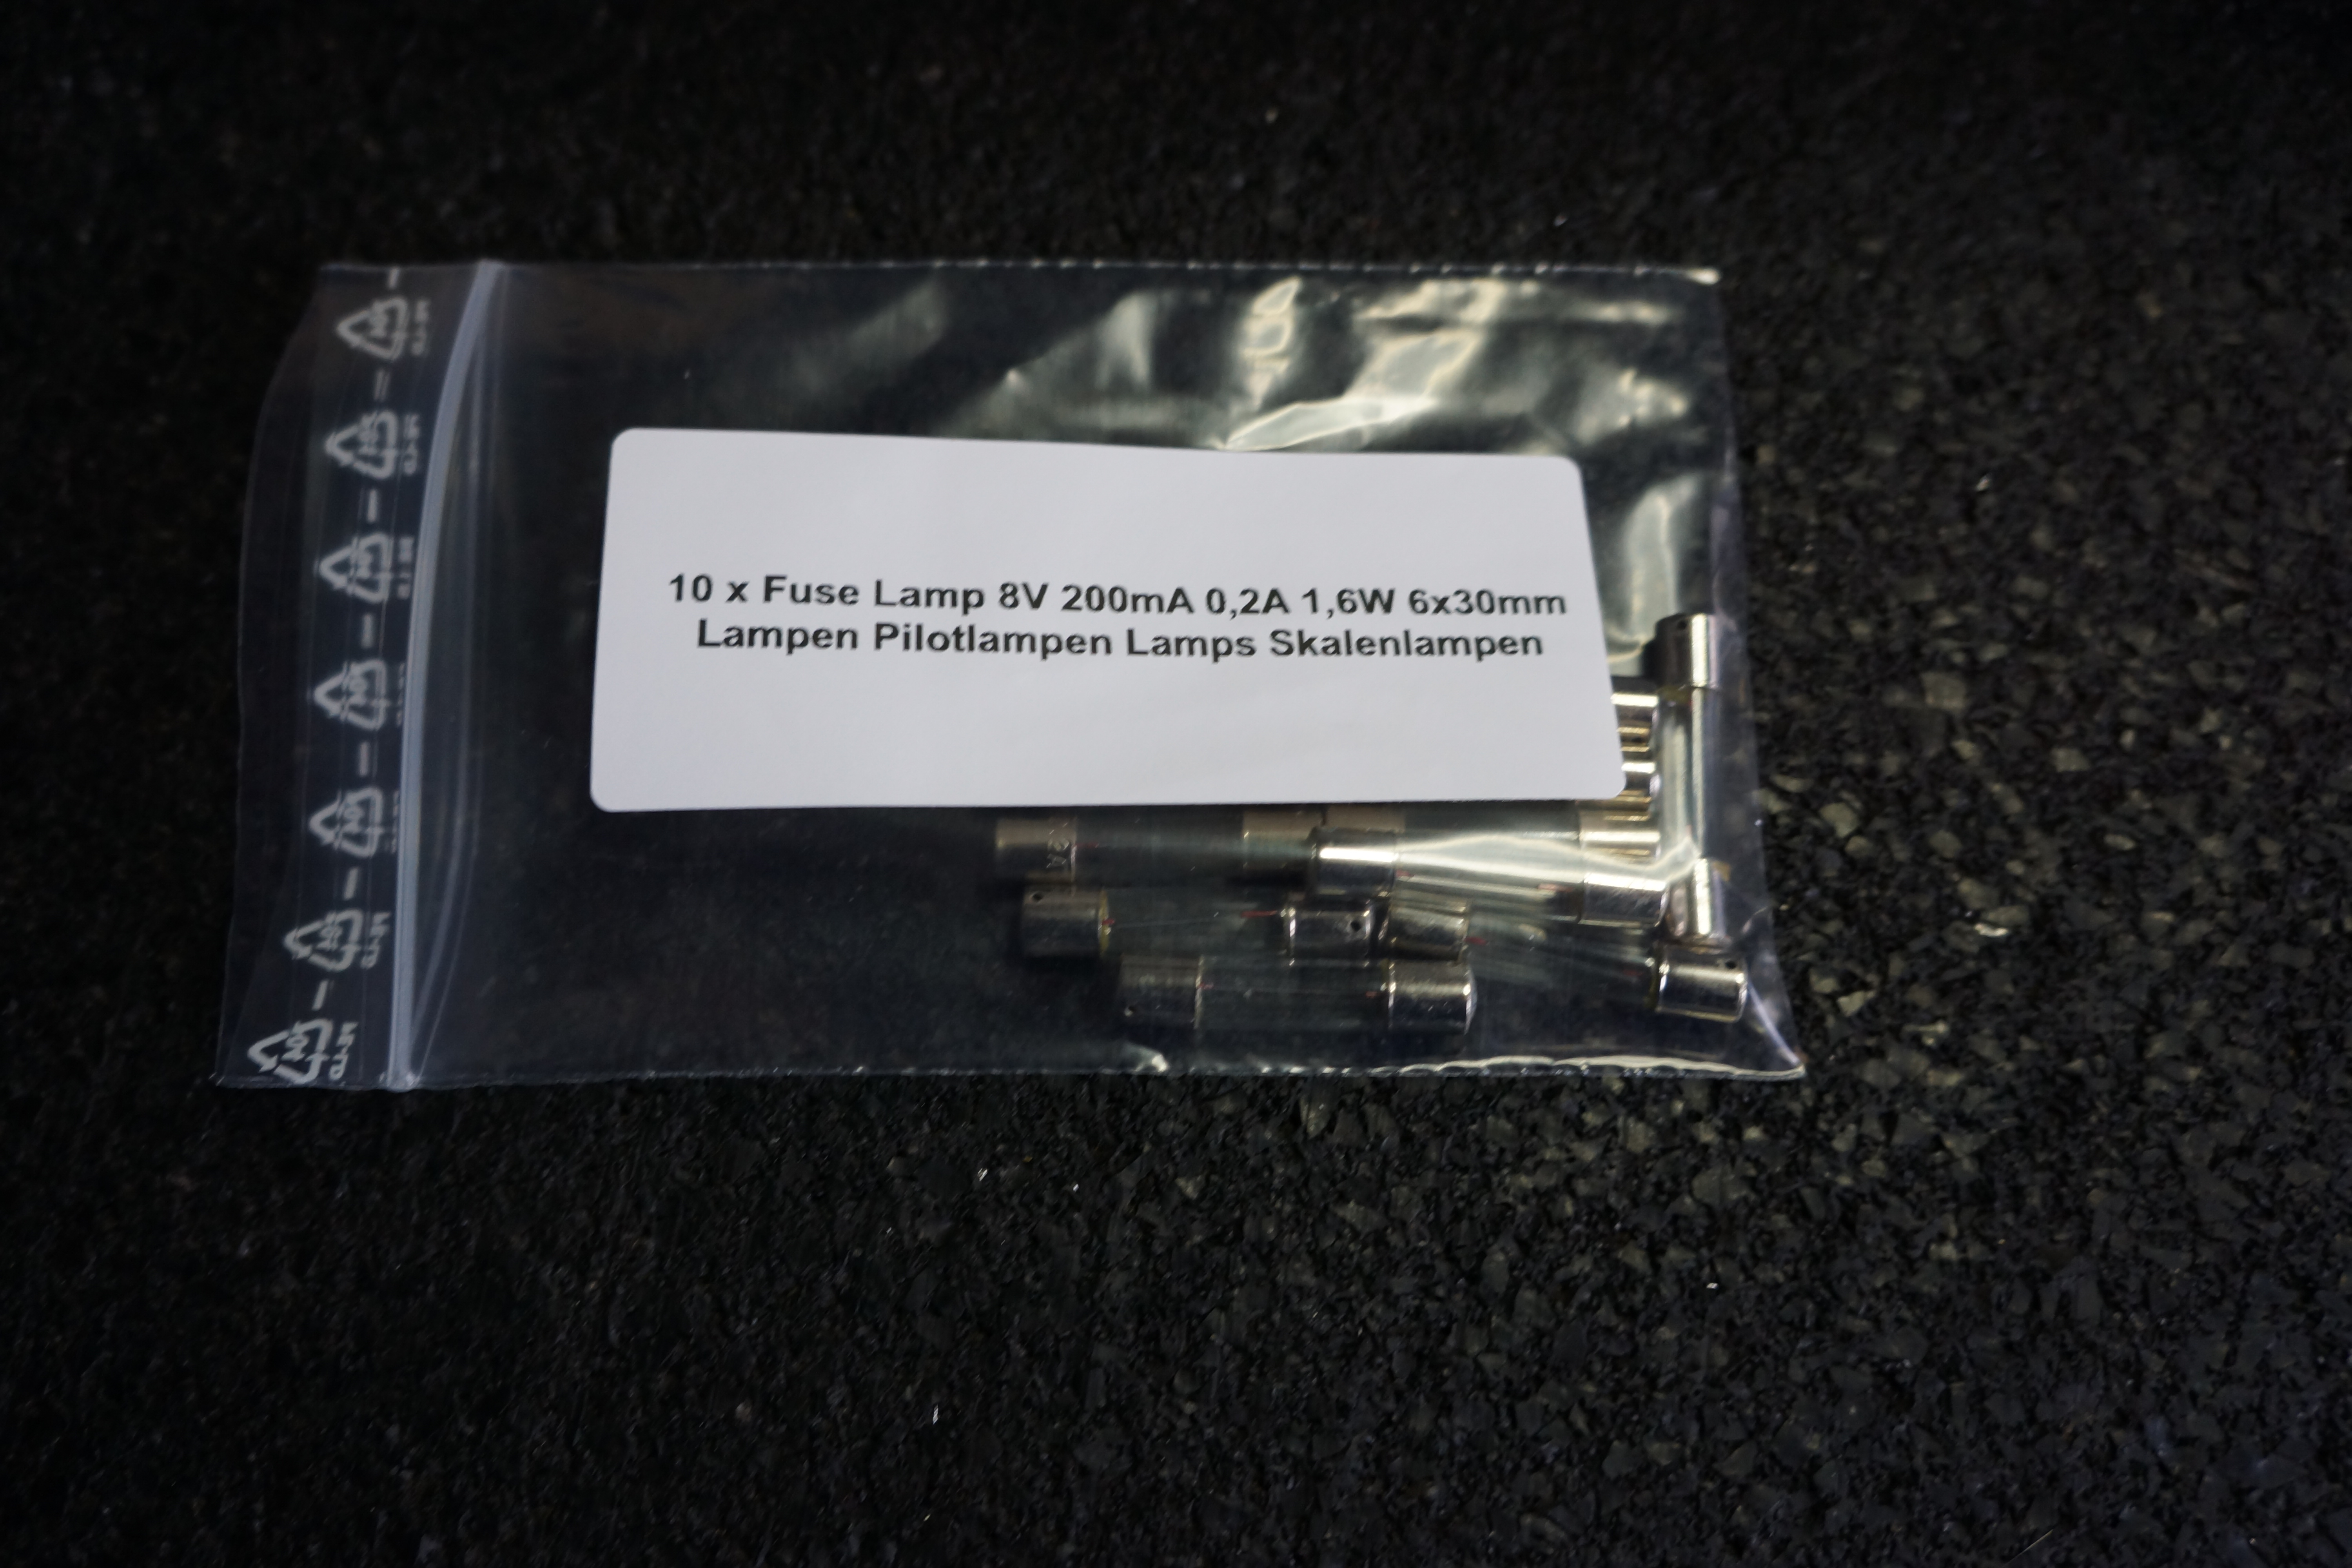 10 x Fuse Lamp 8V 200mA 0,2A 1,6W 6x30mm
Lampen Pilotlampen Lamps Skalenlampen